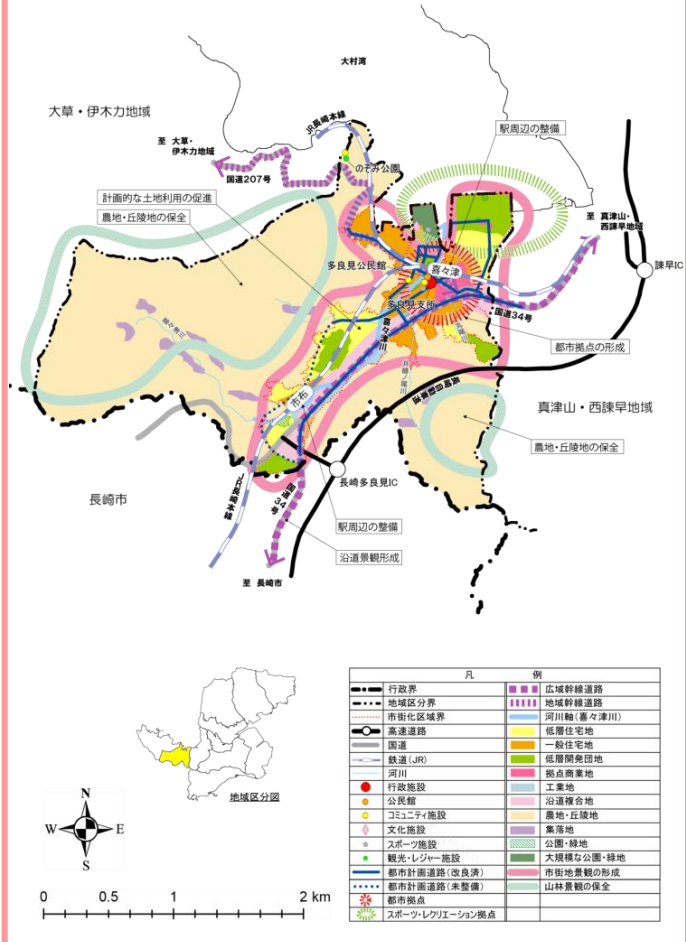 大村湾
大草・伊木力地域
JR長崎本線
駅周辺の整備
至 大草・
伊木力地域
国道207号
のぞみ公園
計画的な土地利用の促進
農地・丘陵地の保全
至 真津山・
西諫早地域
諫早IC
多良見公民館
喜々津
多良見支所
国道34号
喜々津川
都市拠点の形成
長崎自動車道
市布
真津山・西諫早地域
農地・丘陵地の保全
長崎市
JR長崎本線
国道34号
長崎多良見IC
駅周辺の整備
沿道景観形成
至 長崎市
凡 例
行政界 広域幹線道路
地域区分界 地域幹線道路
市街化区域界 河川軸(喜々津川)
高速道路 低層住宅地
国道 一般住宅地
鉄道(JR) 低層開発団地
河川 拠点商業地
行政施設 工業地
公民館 沿道複合地
コミュニティ施設 農地・丘陵地
文化施設 集落地
スポーツ施設 公園・緑地
観光・レジャー施設 大規模な公園・緑地
都市計画道路(改良済) 市街地景観の形成
都市計画道路(未整備) 山林景観の保全
都市拠点
スポーツ・レクリエーション拠点
地域区分図
N
W E
S
0 1 2 km